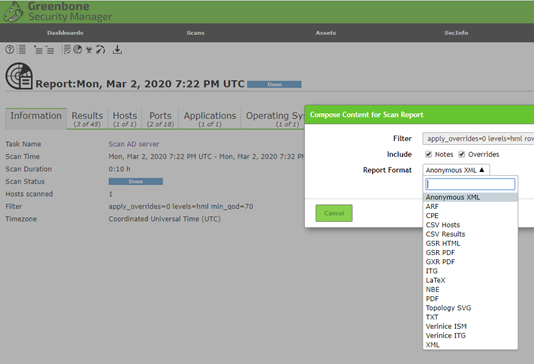 Greenbone
Security Manager
Dashboards Scans Assets SecInfo
Report:Mon, Mar 2, 2020 7:22 PM UTC Done
Information Results (3 of 45) Hosts (1 of 1) Ports (2 of 18) Applications (1 of 1) Operating Sys (1 of 1)
Task Name Scan AD server
Scan Time Mon, Mar 2, 2020 7:22 PM UTC - Mon, Mar 2, 2020 7:32 P
Scan Duration 0:10 h
Scan Status Done
Hosts scanned 1
Filter apply_overrides=0 levels=hml min_qod=70
Timezone Coordinated Universal Time (UTC)
Compose Content for Scan Report
Filter apply_overrides=0 levels=hml row
Include Notes Overrides
Report Format Anonymous XML ▲
Anonymous XML
ARF
CPE
CSV Hosts
CSV Results
GSR HTML
GSR PDF
GXR PDF
ITG
LaTeX
NBE
PDF
Topology SVG
TXT
Verinice ISM
Verinice ITG
XML
Cancel